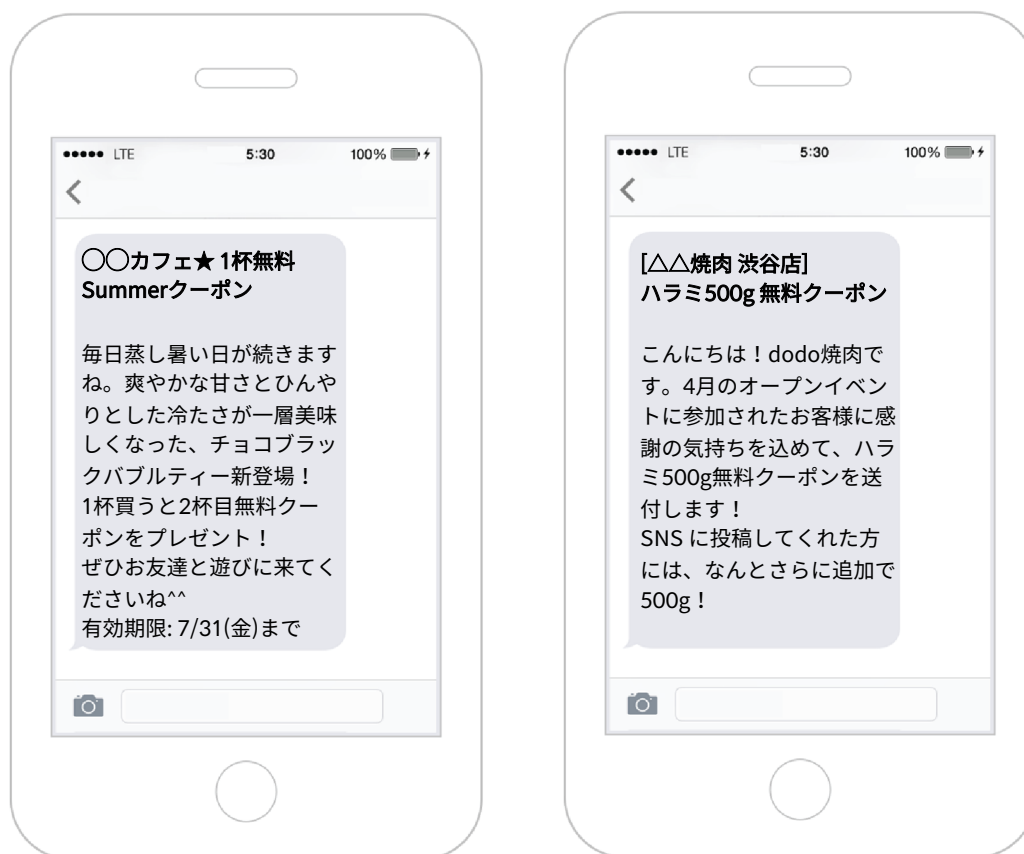 ●●●●● LTE 5:30 100%
◯◯カフェ★ 1杯無料
Summerクーポン
毎日蒸し暑い日が続きます
ね。爽やかな甘さとひんや
りとした冷たさが一層美味
しくなった、チョコブラッ
クバブルティー新登場！
1杯買うと2杯目無料クー
ポンをプレゼント！
ぜひお友達と遊びに来てく
ださいね^^
有効期限: 7/31(金)まで
●●●●● LTE 5:30 100%
[△△焼肉 渋谷店]
ハラミ500g 無料クーポン
こんにちは！dodo焼肉で
す。4月のオープンイベン
トに参加されたお客様に感
謝の気持ちを込めて、ハラ
ミ500g無料クーポンを送
付します！
SNS に投稿してくれた方
には、なんとさらに追加で
500g！